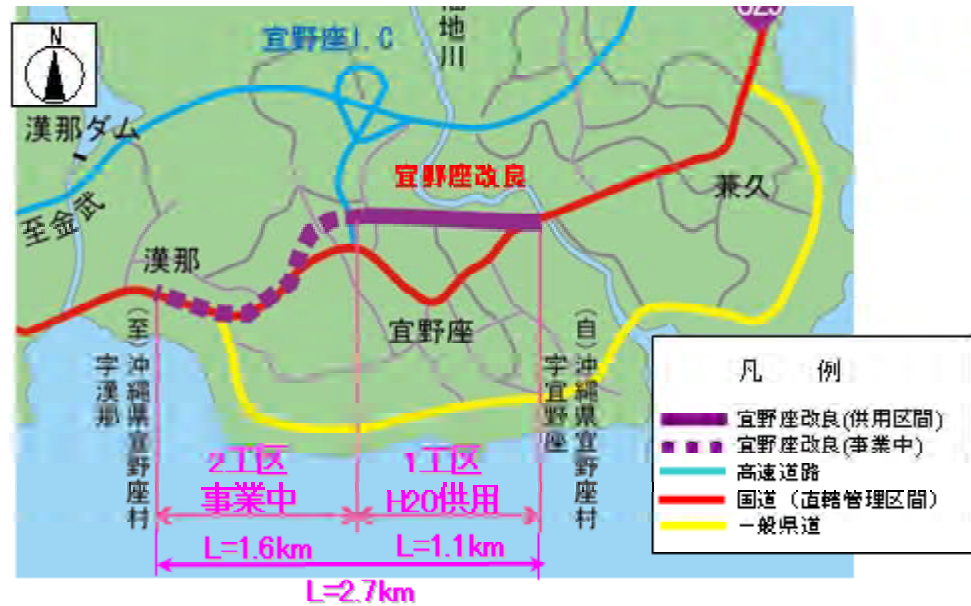 N
宜野座I.C
地川
漢那ダム
至金武
宜野座改良
兼久
漢那
宜野座
(至)沖縄県宜野座村
字漢那
(自)沖縄県宜野座村
字宜野座
2工区
事業中
1工区
H20供用
L=1.6km
L=1.1km
L=2.7km
凡 例
宜野座改良(供用区間)
宜野座改良(事業中)
高速道路
国道(直轄管理区間)
一般県道